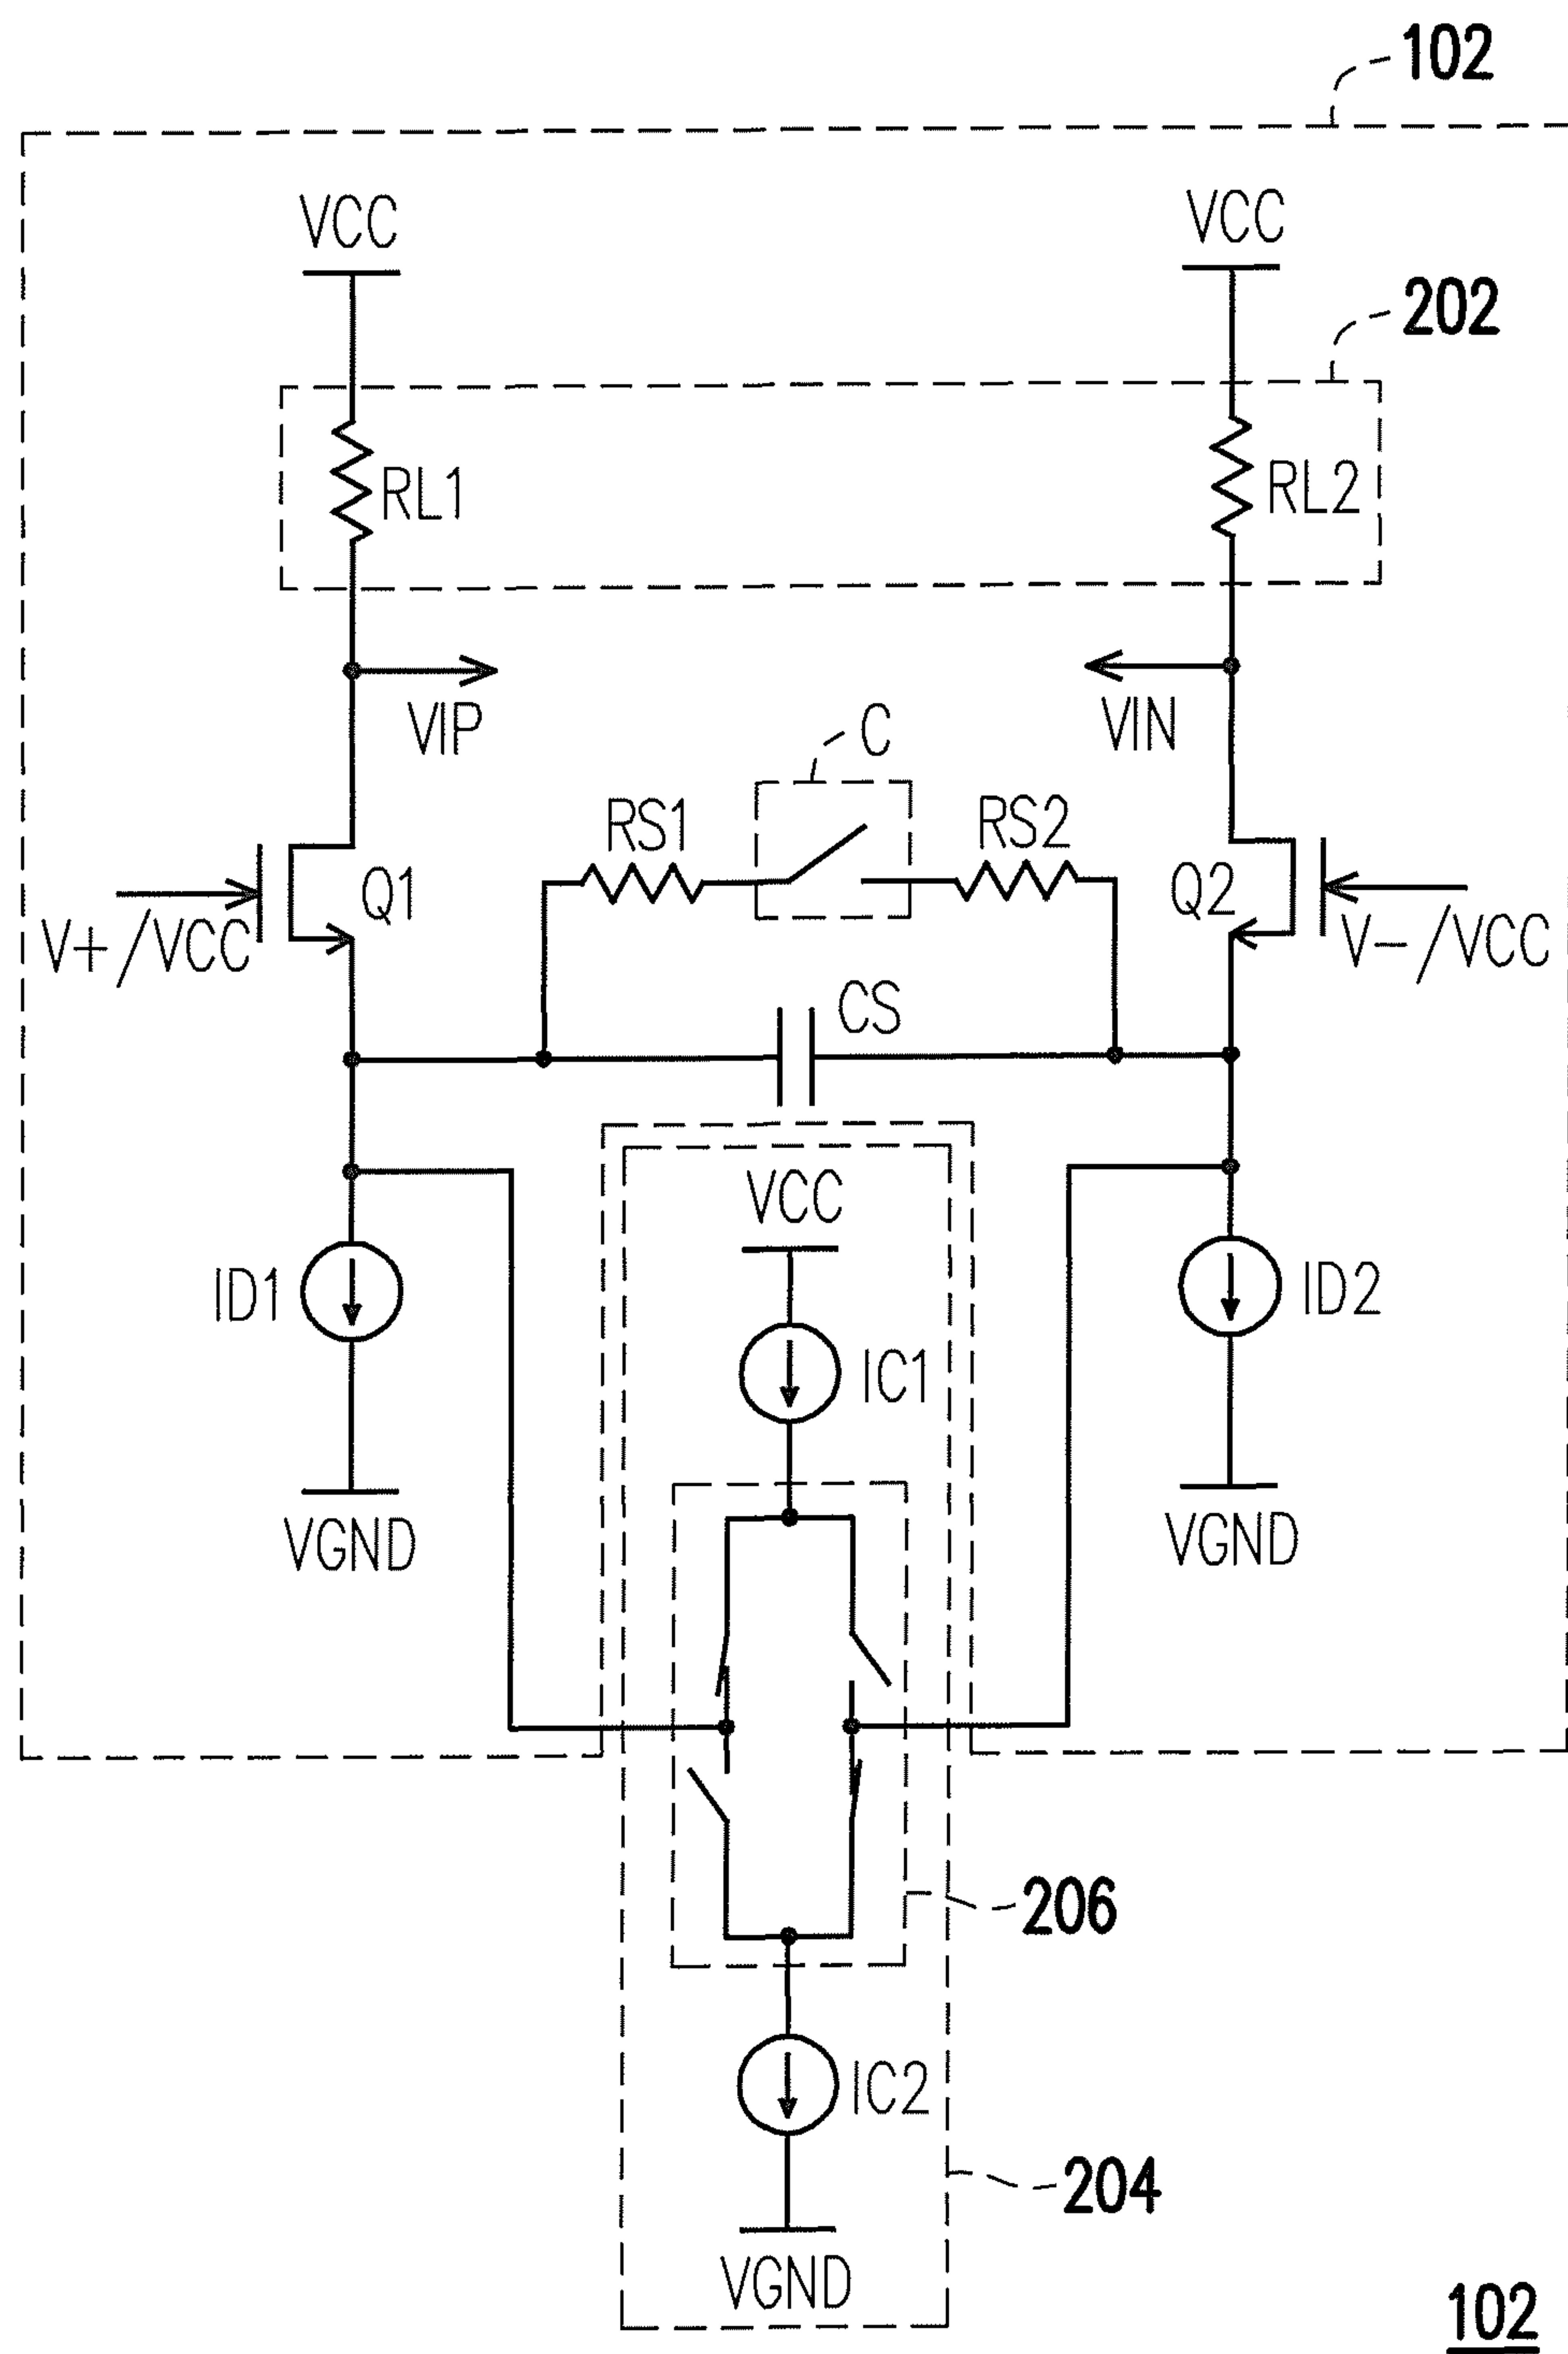 102
VCC
VCC
202
RL1
RL2
VIP
VIN
C
RS1
RS2
Q1
Q2
V+/VCC
V-/VCC
CS
VCC
ID1
ID2
IC1
VGND
VGND
206
IC2
204
VGND
102